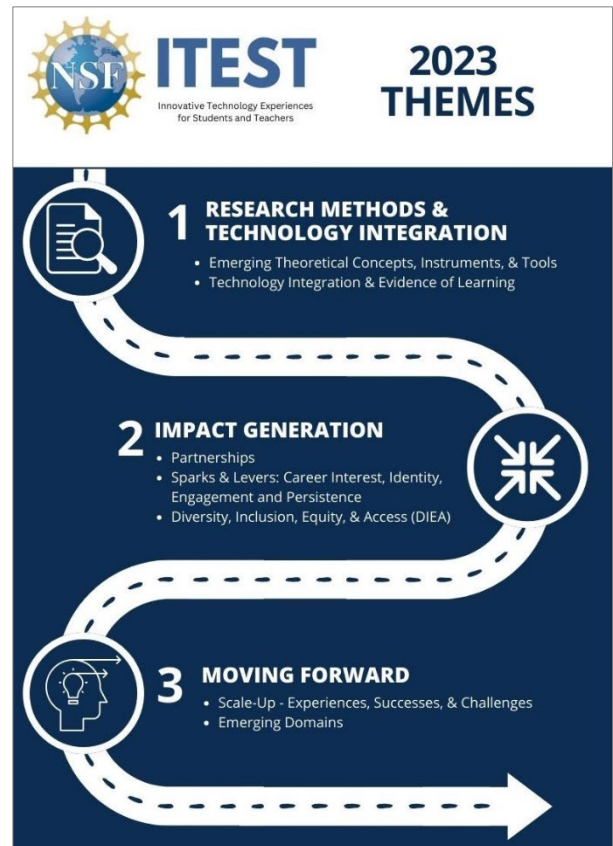 NSF
ITEST
Innovative Technology Experiences
for Students and Teachers
2023
THEMES
1
RESEARCH METHODS &
TECHNOLOGY INTEGRATION
• Emerging Theoretical Concepts, Instruments, & Tools
• Technology Integration & Evidence of Learning
2
IMPACT GENERATION
• Partnerships
• Sparks & Levers: Career Interest, Identity,
Engagement and Persistence
• Diversity, Inclusion, Equity, & Access (DIEA)
3
MOVING FORWARD
• Scale-Up - Experiences, Successes, & Challenges
• Emerging Domains